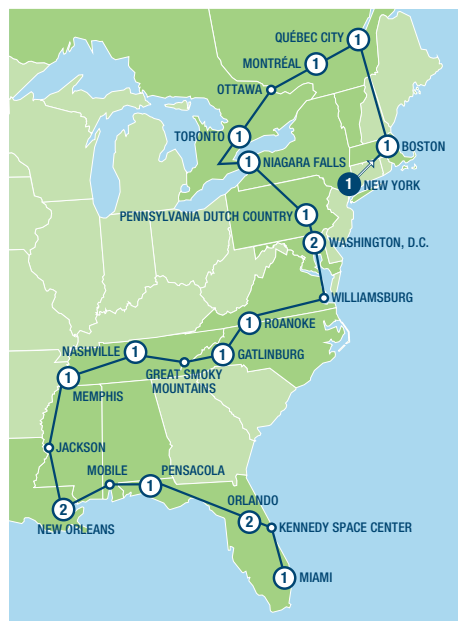 QUÉBEC CITY 1
MONTRÉAL 1
OTTAWA
TORONTO 1
1 BOSTON
1 NIAGARA FALLS
1 NEW YORK
PENNSYLVANIA DUTCH COUNTRY 1
2 WASHINGTON, D.C.
WILLIAMSBURG
1 ROANOKE
NASHVILLE 1
1 GATLINBURG
GREAT SMOKY
MOUNTAINS
1
MEMPHIS
JACKSON
MOBILE
PENSACOLA
1
ORLANDO
2
2
NEW ORLEANS
KENNEDY SPACE CENTER
1 MIAMI